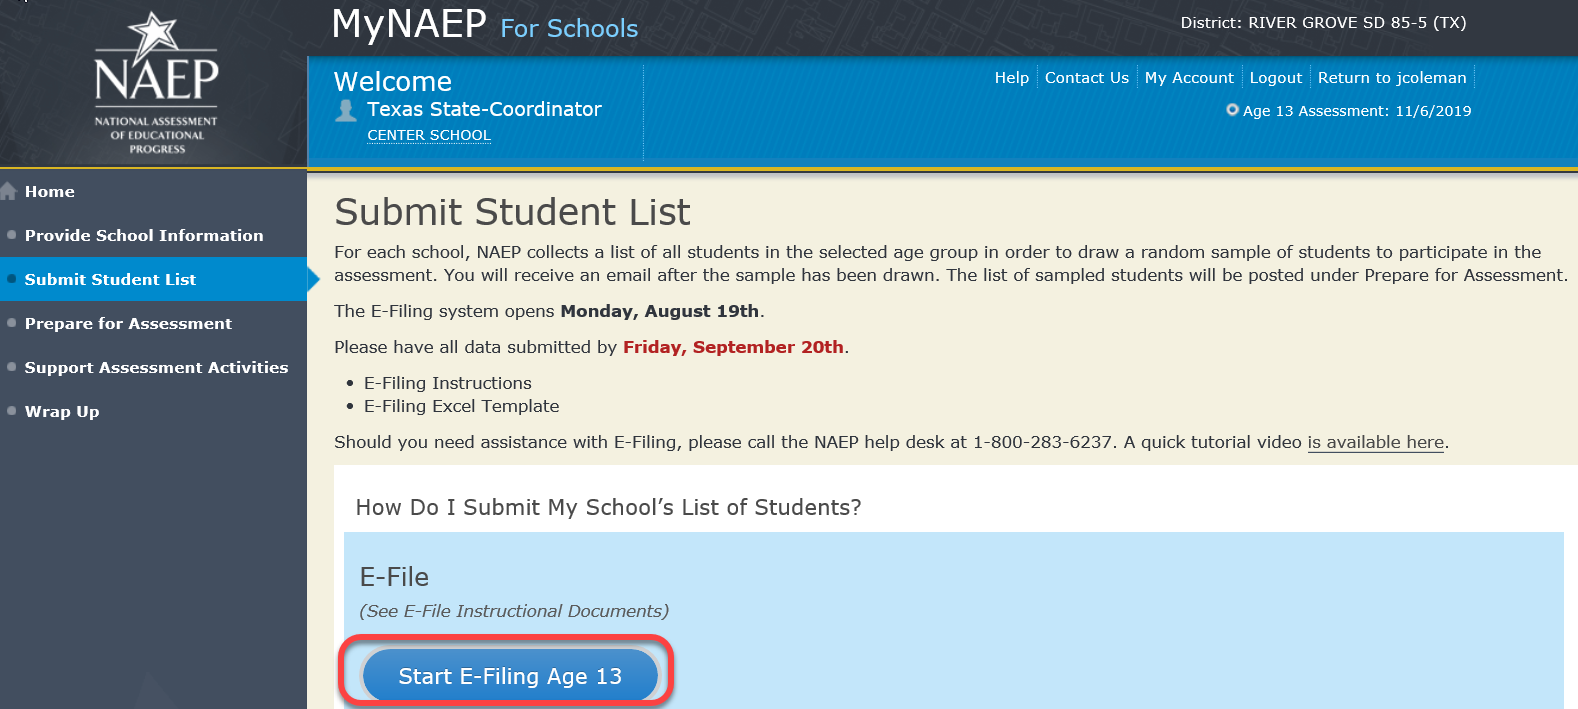 MyNAEP For Schools
District: RIVER GROVE SD 85-5 (TX)
NAEP
NATIONAL ASSESSMENT
OF EDUCATIONAL
PROGRESS
Welcome
Texas State-Coordinator
CENTER SCHOOL
Help Contact Us My Account Logout Return to jcoleman
Age 13 Assessment: 11/6/2019
Home
Provide School Information
Submit Student List
Prepare for Assessment
Support Assessment Activities
Wrap Up
Submit Student List
For each school, NAEP collects a list of all students in the selected age group in order to draw a random sample of students to participate in the
assessment. You will receive an email after the sample has been drawn. The list of sampled students will be posted under Prepare for Assessment.
The E-Filing system opens Monday, August 19th.
Please have all data submitted by Friday, September 20th.
• E-Filing Instructions
• E-Filing Excel Template
Should you need assistance with E-Filing, please call the NAEP help desk at 1-800-283-6237. A quick tutorial video is available here.
How Do I Submit My School’s List of Students?
E-File
(See E-File Instructional Documents)
Start E-Filing Age 13